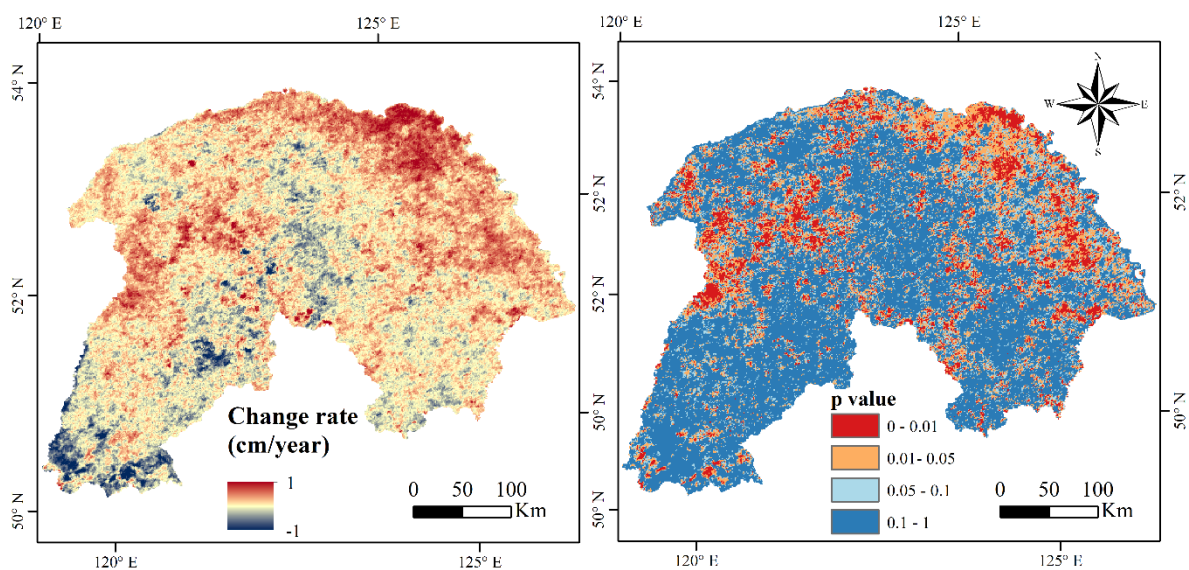 120° E
125° E
54° N
52° N
52° N
50° N
50° N
Change rate
(cm/year)
1
-1
0 50 100
Km
120° E
125° E
120° E
125° E
54° N
52° N
52° N
50° N
50° N
N
W
E
S
p value
0 - 0.01
0.01- 0.05
0.05 - 0.1
0.1 - 1
0 50 100
Km
120° E
125° E